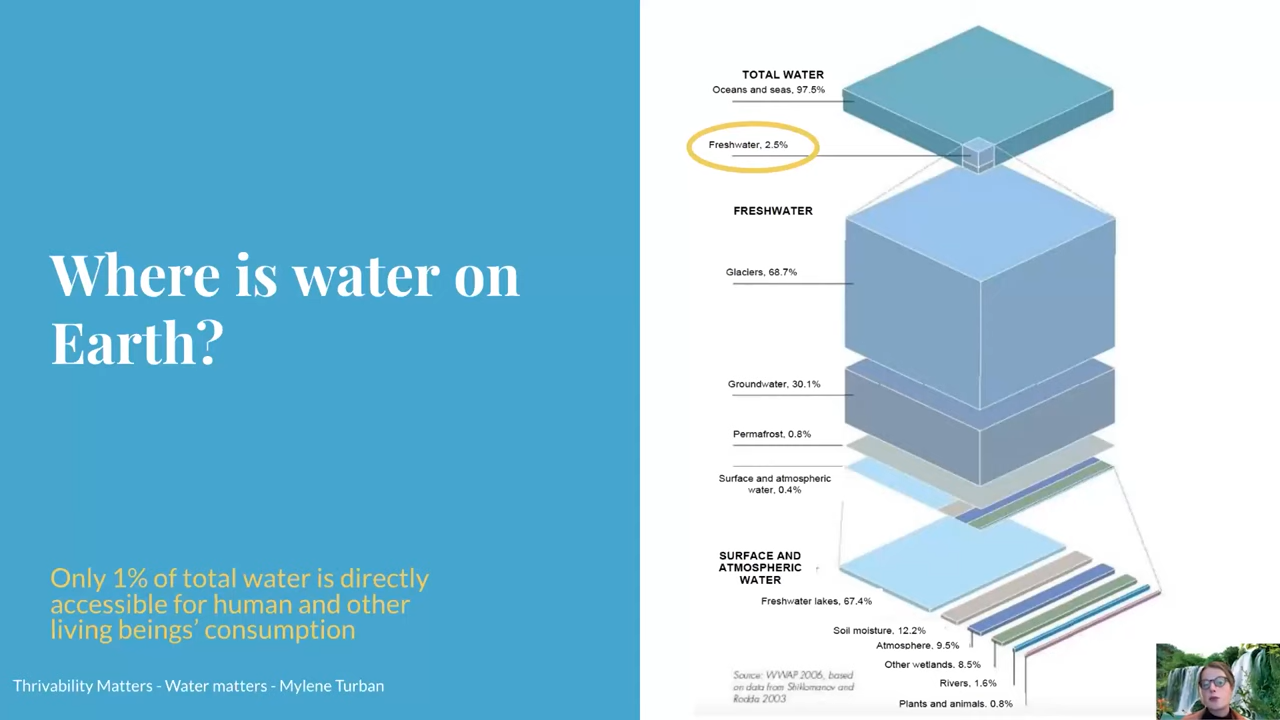 Where is water on
Earth?
Only 1% of total water is directly
accessible for human and other
living beings’ consumption
Thrivability Matters - Water matters - Mylene Turban
TOTAL WATER
Oceans and seas, 97.5%
Freshwater, 2.5%
FRESHWATER
Glaciers, 68.7%
Groundwater, 30.1%
Permafrost, 0.8%
Surface and atmospheric
water, 0.4%
SURFACE AND
ATMOSPHERIC
WATER
Freshwater lakes, 67.4%
Soil moisture, 12.2%
Atmosphere, 9.5%
Other wetlands. 8.5%
Rivers, 1.6%
Plants and animals. 0.8%
Source: WWAP 2006, based
on data from Shiklomanov and
Rodda 2003